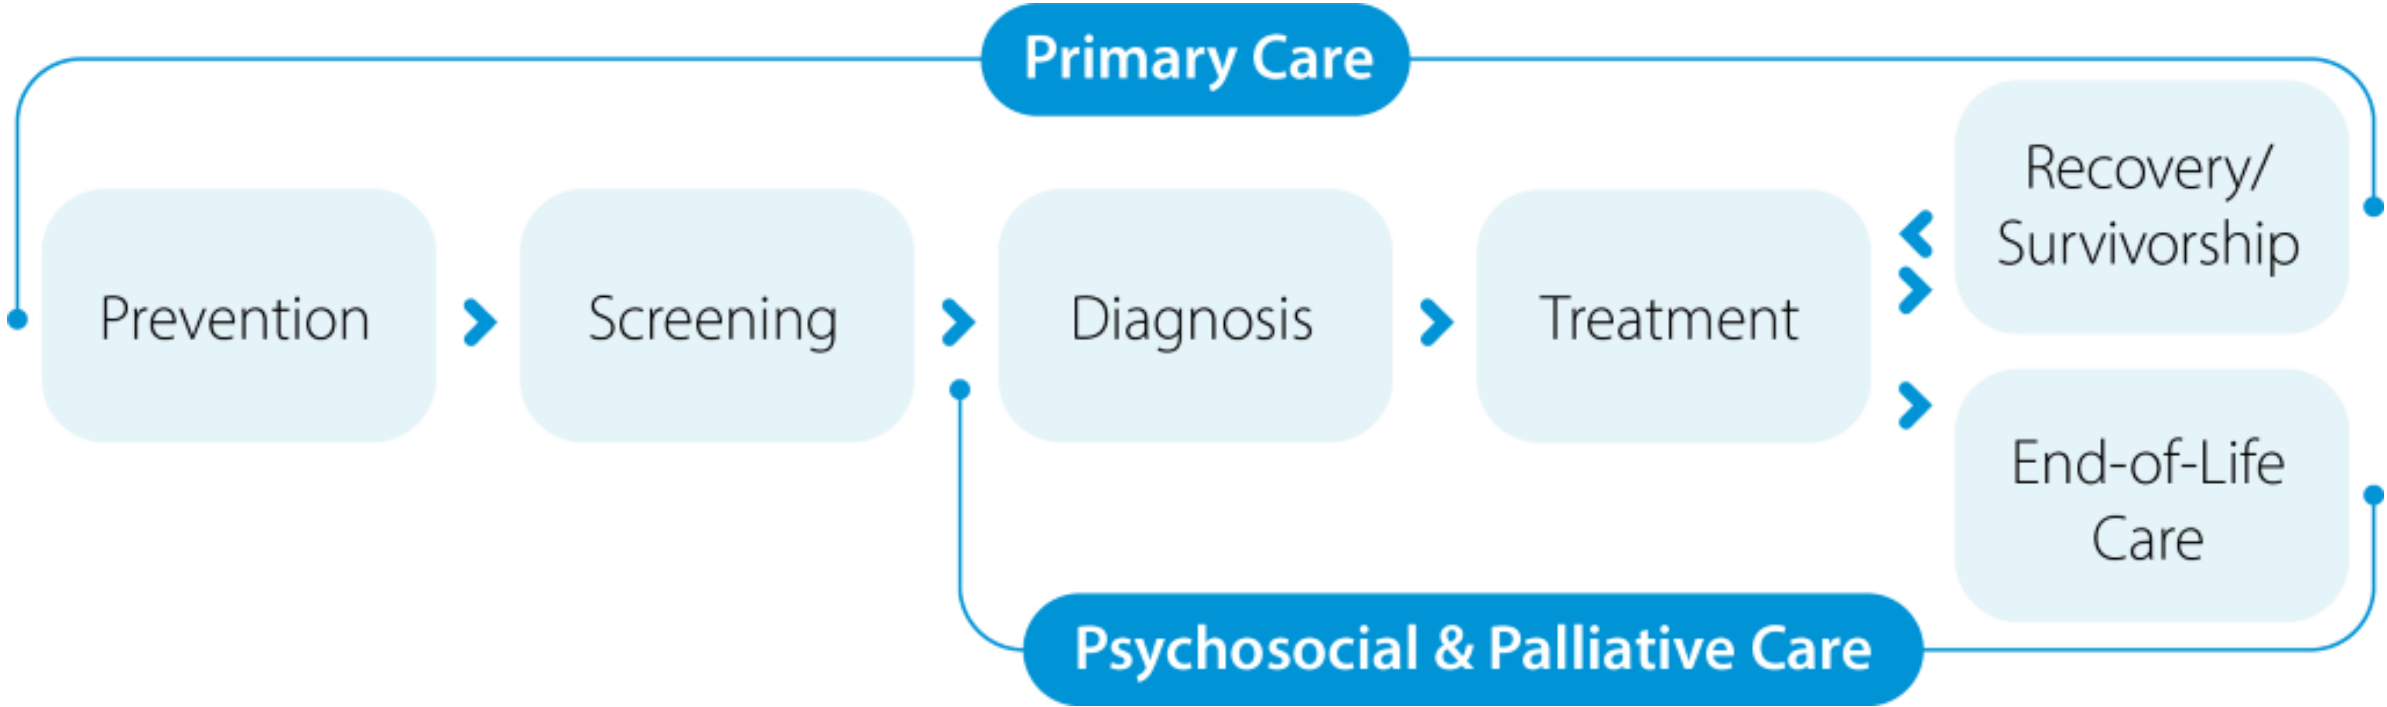 Primary Care
Prevention
Screening
Diagnosis
Treatment
Recovery/
Survivorship
End-of-Life
Care
Psychosocial & Palliative Care